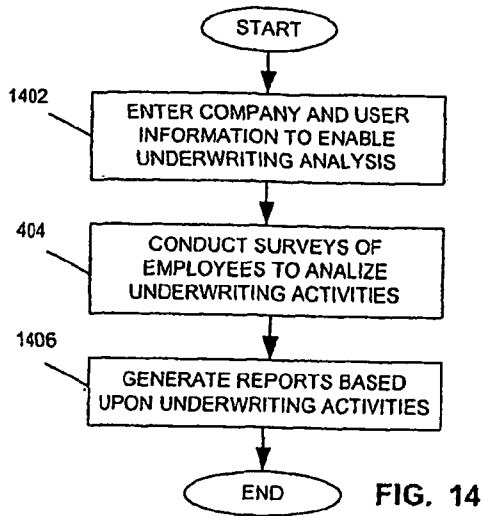 START
1402
ENTER COMPANY AND USER
INFORMATION TO ENABLE
UNDERWRITING ANALYSIS
404
CONDUCT SURVEYS OF
EMPLOYEES TO ANALIZE
UNDERWRITING ACTIVITIES
1406
GENERATE REPORTS BASED
UPON UNDERWRITING ACTIVITIES
END
FIG. 14